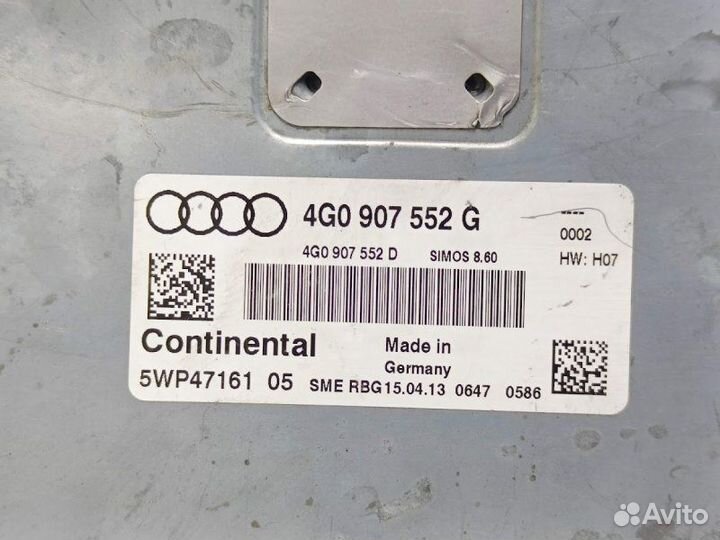 4G0 907 552 G
----
0002
4G0 907 552 D SIMOS 8.60 HW: H07
Continental Made in
Germany
5WP47161 05 SME RBG15.04.13 0647 0586
Avito